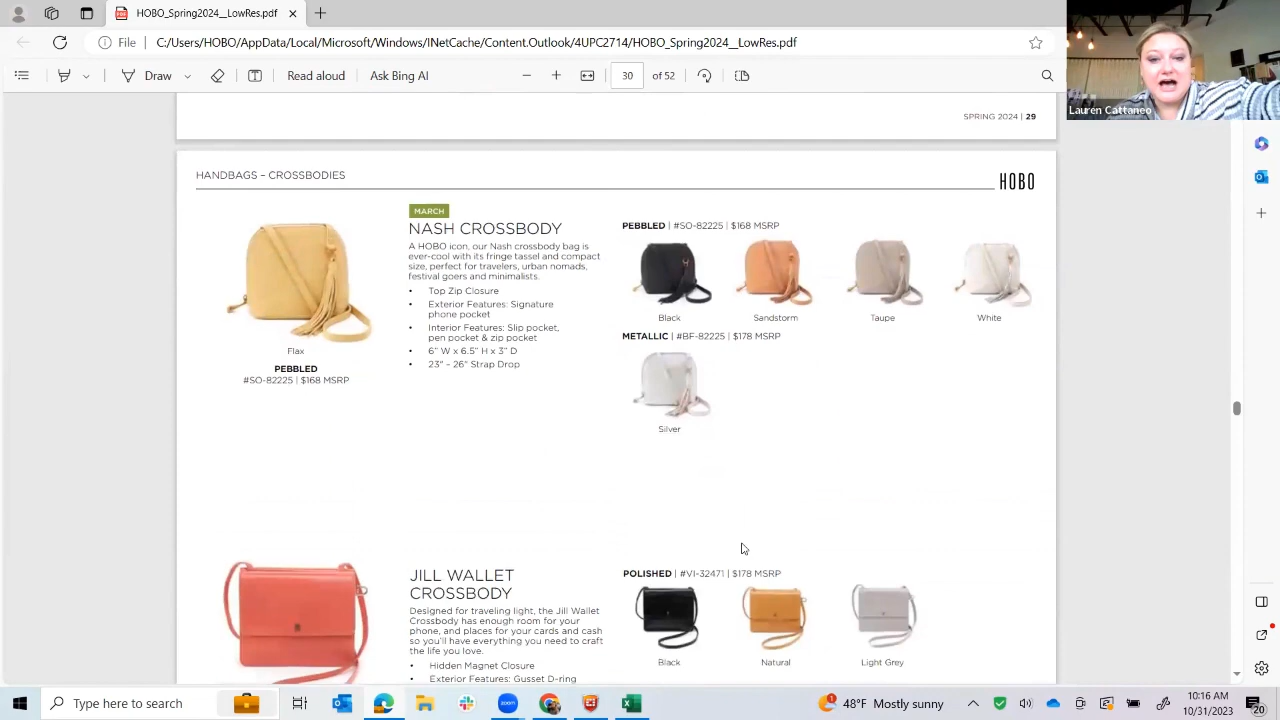 HOBO_Spring2024__LowRes.pdf
File
C:/Users/HOBO/AppData/Local/Microsoft/Windows/INetCache/Content.Outlook/4UPC2714/HOBO_Spring2024__LowRes.pdf
Draw
Read aloud
Ask Bing AI
30 of 52
Lauren Cattaneo
SPRING 2024 | 29
HANDBAGS – CROSSBODIES
HOBO
MARCH
NASH CROSSBODY
A HOBO icon, our Nash crossbody bag is
ever-cool with its fringe tassel and compact
size, perfect for travelers, urban nomads,
festival goers and minimalists.
• Top Zip Closure
• Exterior Features: Signature
phone pocket
• Interior Features: Slip pocket,
pen pocket & zip pocket
• 6” W x 6.5” H x 3” D
• 23” – 26” Strap Drop
Flax
PEBBLED
#SO-82225 | $168 MSRP
PEBBLED | #SO-82225 | $168 MSRP
Black
Sandstorm
Taupe
White
METALLIC | #BF-82225 | $178 MSRP
Silver
JILL WALLET
CROSSBODY
Designed for traveling light, the Jill Wallet
Crossbody has enough room for your
phone, and places for your cards and cash
so you'll have everything you need to craft
the life you love.
• Hidden Magnet Closure
• Exterior Features: Gusset D-ring
POLISHED | #VI-32471 | $178 MSRP
Black
Natural
Light Grey
Type here to search
zoom
1
48°F Mostly sunny
10:16 AM
10/31/2023
20